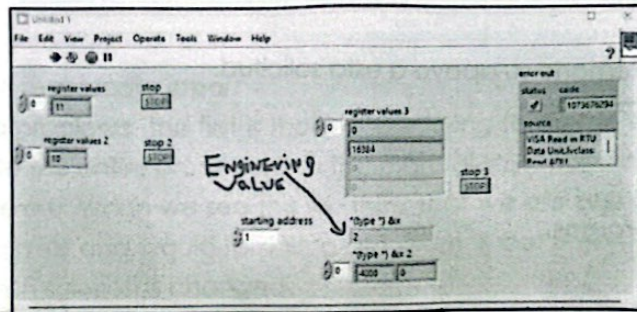 Untitled 1
File Edit View Project Operate Tools Window Help
register values
0
11
stop
STOP
register values 2
0
10
stop 2
STOP
register values 3
0
0
16384
0
0
stop 3
STOP
error out
status code
1073676294
source
VISA Read in RTU
Data Unit.lvclass:
ENGINEERING
VALUE
starting address
1
*(type *) &x
2
*(type *) &x 2
0
0